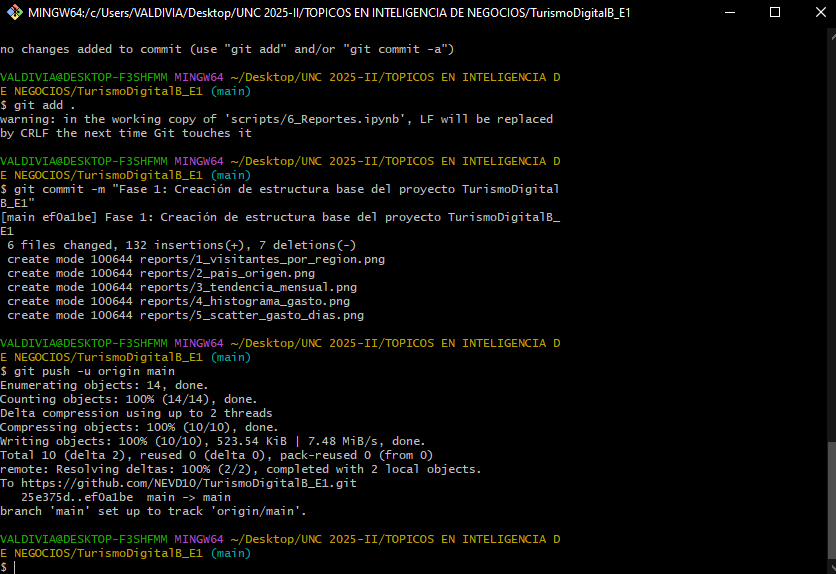 MINGW64:/c/Users/VALDIVIA/Desktop/UNC 2025-II/TOPICOS EN INTELIGENCIA DE NEGOCIOS/TurismoDigitalB_E1
no changes added to commit (use "git add" and/or "git commit -a")
VALDIVIA@DESKTOP-F3SHFMM MINGW64 ~/Desktop/UNC 2025-II/TOPICOS EN INTELIGENCIA D
E NEGOCIOS/TurismoDigitalB_E1 (main)
$ git add .
warning: in the working copy of 'scripts/6_Reportes.ipynb', LF will be replaced
by CRLF the next time Git touches it
VALDIVIA@DESKTOP-F3SHFMM MINGW64 ~/Desktop/UNC 2025-II/TOPICOS EN INTELIGENCIA D
E NEGOCIOS/TurismoDigitalB_E1 (main)
$ git commit -m "Fase 1: Creación de estructura base del proyecto TurismoDigital
B_E1"
[main ef0a1be] Fase 1: Creación de estructura base del proyecto TurismoDigitalB_
E1
6 files changed, 132 insertions(+), 7 deletions(-)
create mode 100644 reports/1_visitantes_por_region.png
create mode 100644 reports/2_pais_origen.png
create mode 100644 reports/3_tendencia_mensual.png
create mode 100644 reports/4_histograma_gasto.png
create mode 100644 reports/5_scatter_gasto_dias.png
VALDIVIA@DESKTOP-F3SHFMM MINGW64 ~/Desktop/UNC 2025-II/TOPICOS EN INTELIGENCIA D
E NEGOCIOS/TurismoDigitalB_E1 (main)
$ git push -u origin main
Enumerating objects: 14, done.
Counting objects: 100% (14/14), done.
Delta compression using up to 2 threads
Compressing objects: 100% (10/10), done.
Writing objects: 100% (10/10), 523.54 KiB | 7.48 MiB/s, done.
Total 10 (delta 2), reused 0 (delta 0), pack-reused 0 (from 0)
remote: Resolving deltas: 100% (2/2), completed with 2 local objects.
To https://github.com/NEVD10/TurismoDigitalB_E1.git
25e375d..ef0a1be  main -> main
branch 'main' set up to track 'origin/main'.
VALDIVIA@DESKTOP-F3SHFMM MINGW64 ~/Desktop/UNC 2025-II/TOPICOS EN INTELIGENCIA D
E NEGOCIOS/TurismoDigitalB_E1 (main)
$